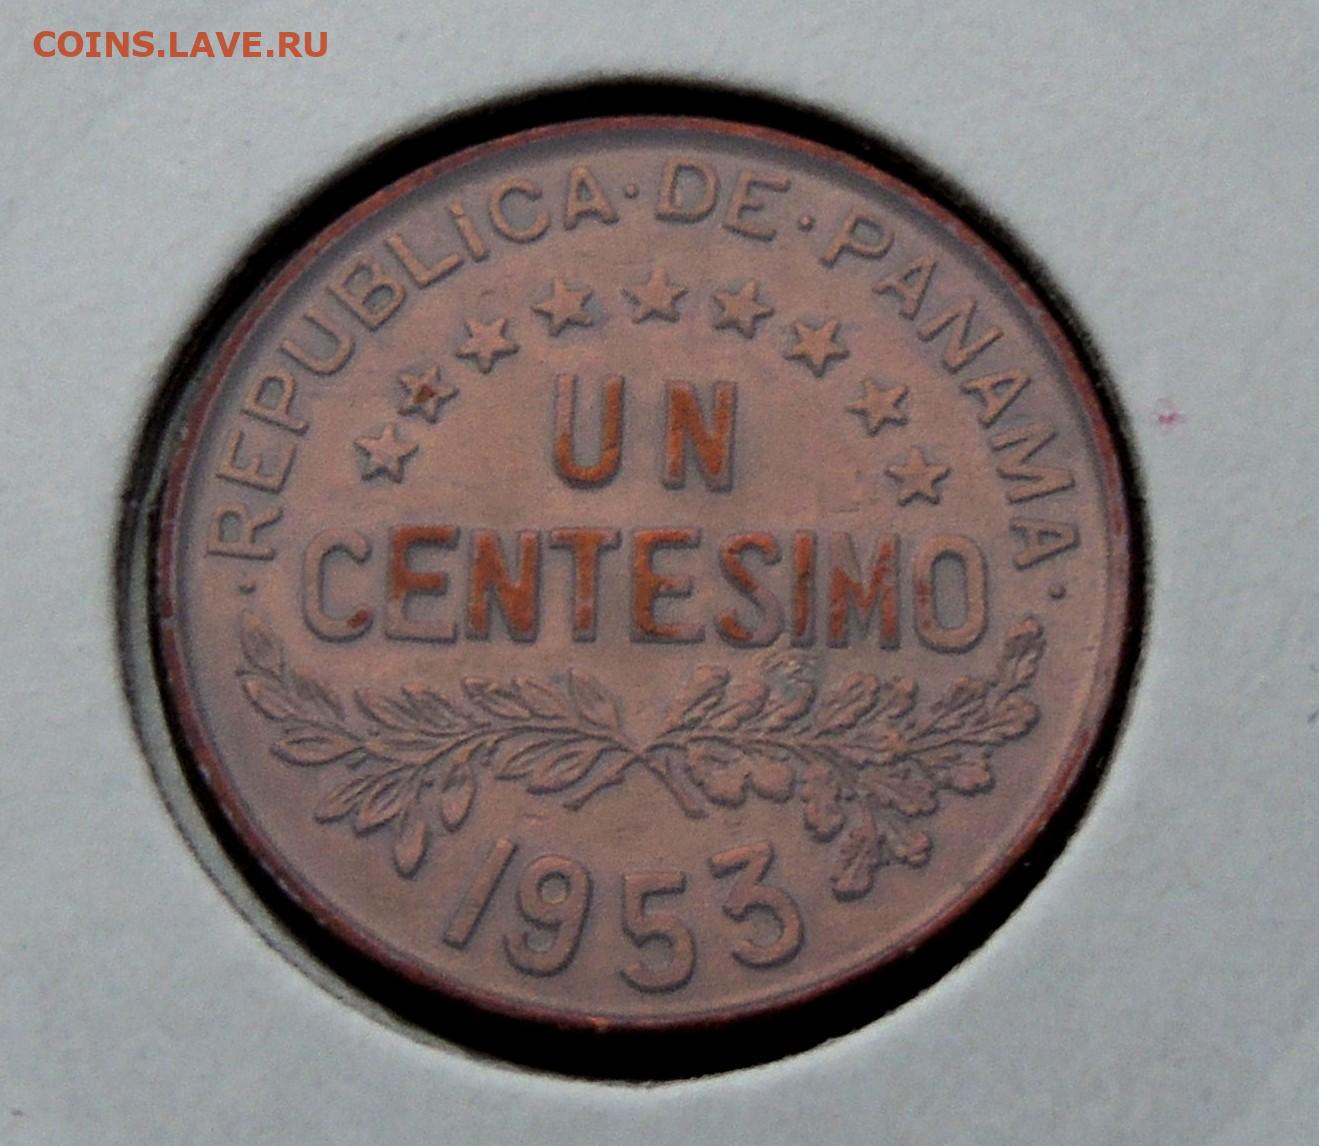 COINS.LAVE.RU
·REPUBLiCA·DE·PANAMA·
UN
CENTESIMO
1953